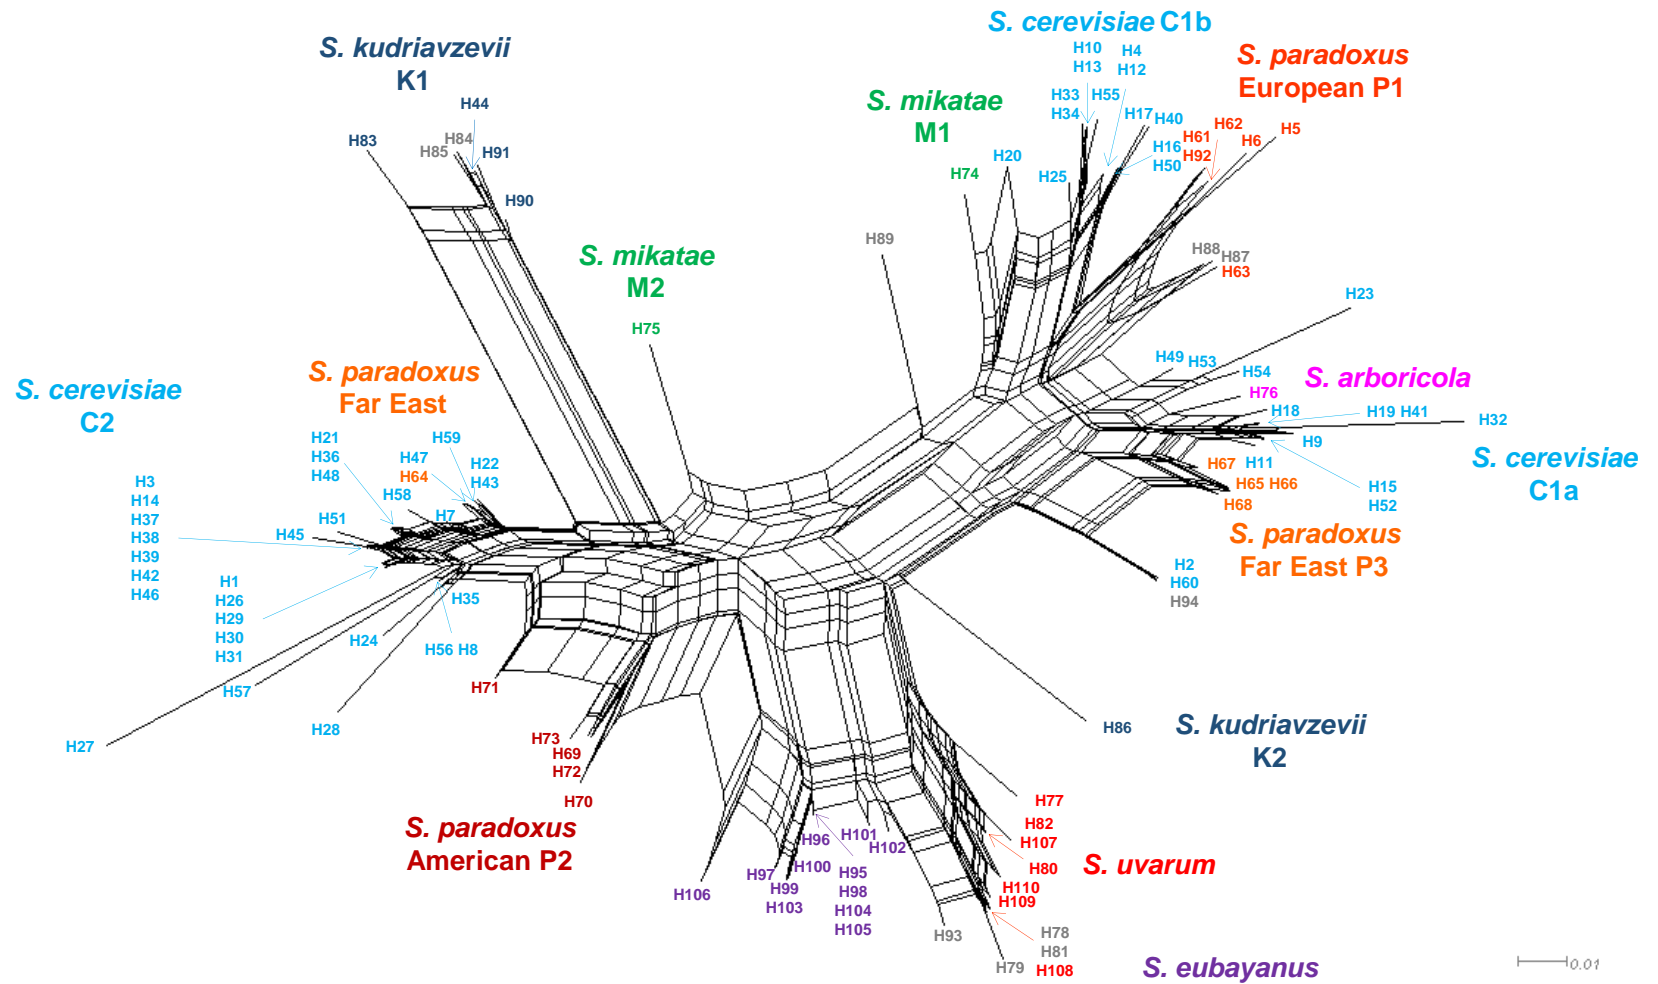 S. cerevisiae C1b
H10
H13
H4
H12
S. kudriavzevii
K1
S. paradoxus
European P1
H44
H83
H84
H85
H91
H90
S. mikatae
M1
H33
H34
H55
H17
H40
H16
H50
H61
H92
H62
H6
H5
H20
H25
H74
H89
H88
H87
H63
S. mikatae
M2
H75
H23
H49
H53
H54
S. arboricola
H76
H18
H19 H41
H32
H9
S. cerevisiae
C1a
H67
H11
H65 H66
H68
H15
H52
S. paradoxus
Far East P3
S. cerevisiae
C2
S. paradoxus
Far East
H21
H36
H48
H59
H47
H64
H22
H43
H58
H7
H51
H45
H3
H14
H37
H38
H39
H42
H46
H1
H26
H29
H30
H31
H35
H24
H56 H8
H57
H28
H27
H2
H60
H94
H71
H73
H69
H72
H70
S. paradoxus
American P2
H86
S. kudriavzevii
K2
H77
H82
H107
H80
S. uvarum
H110
H109
H106
H97
H99
H103
H96
H100
H101
H102
H95
H98
H104
H105
H93
H79
H78
H81
H108
S. eubayanus
0.01